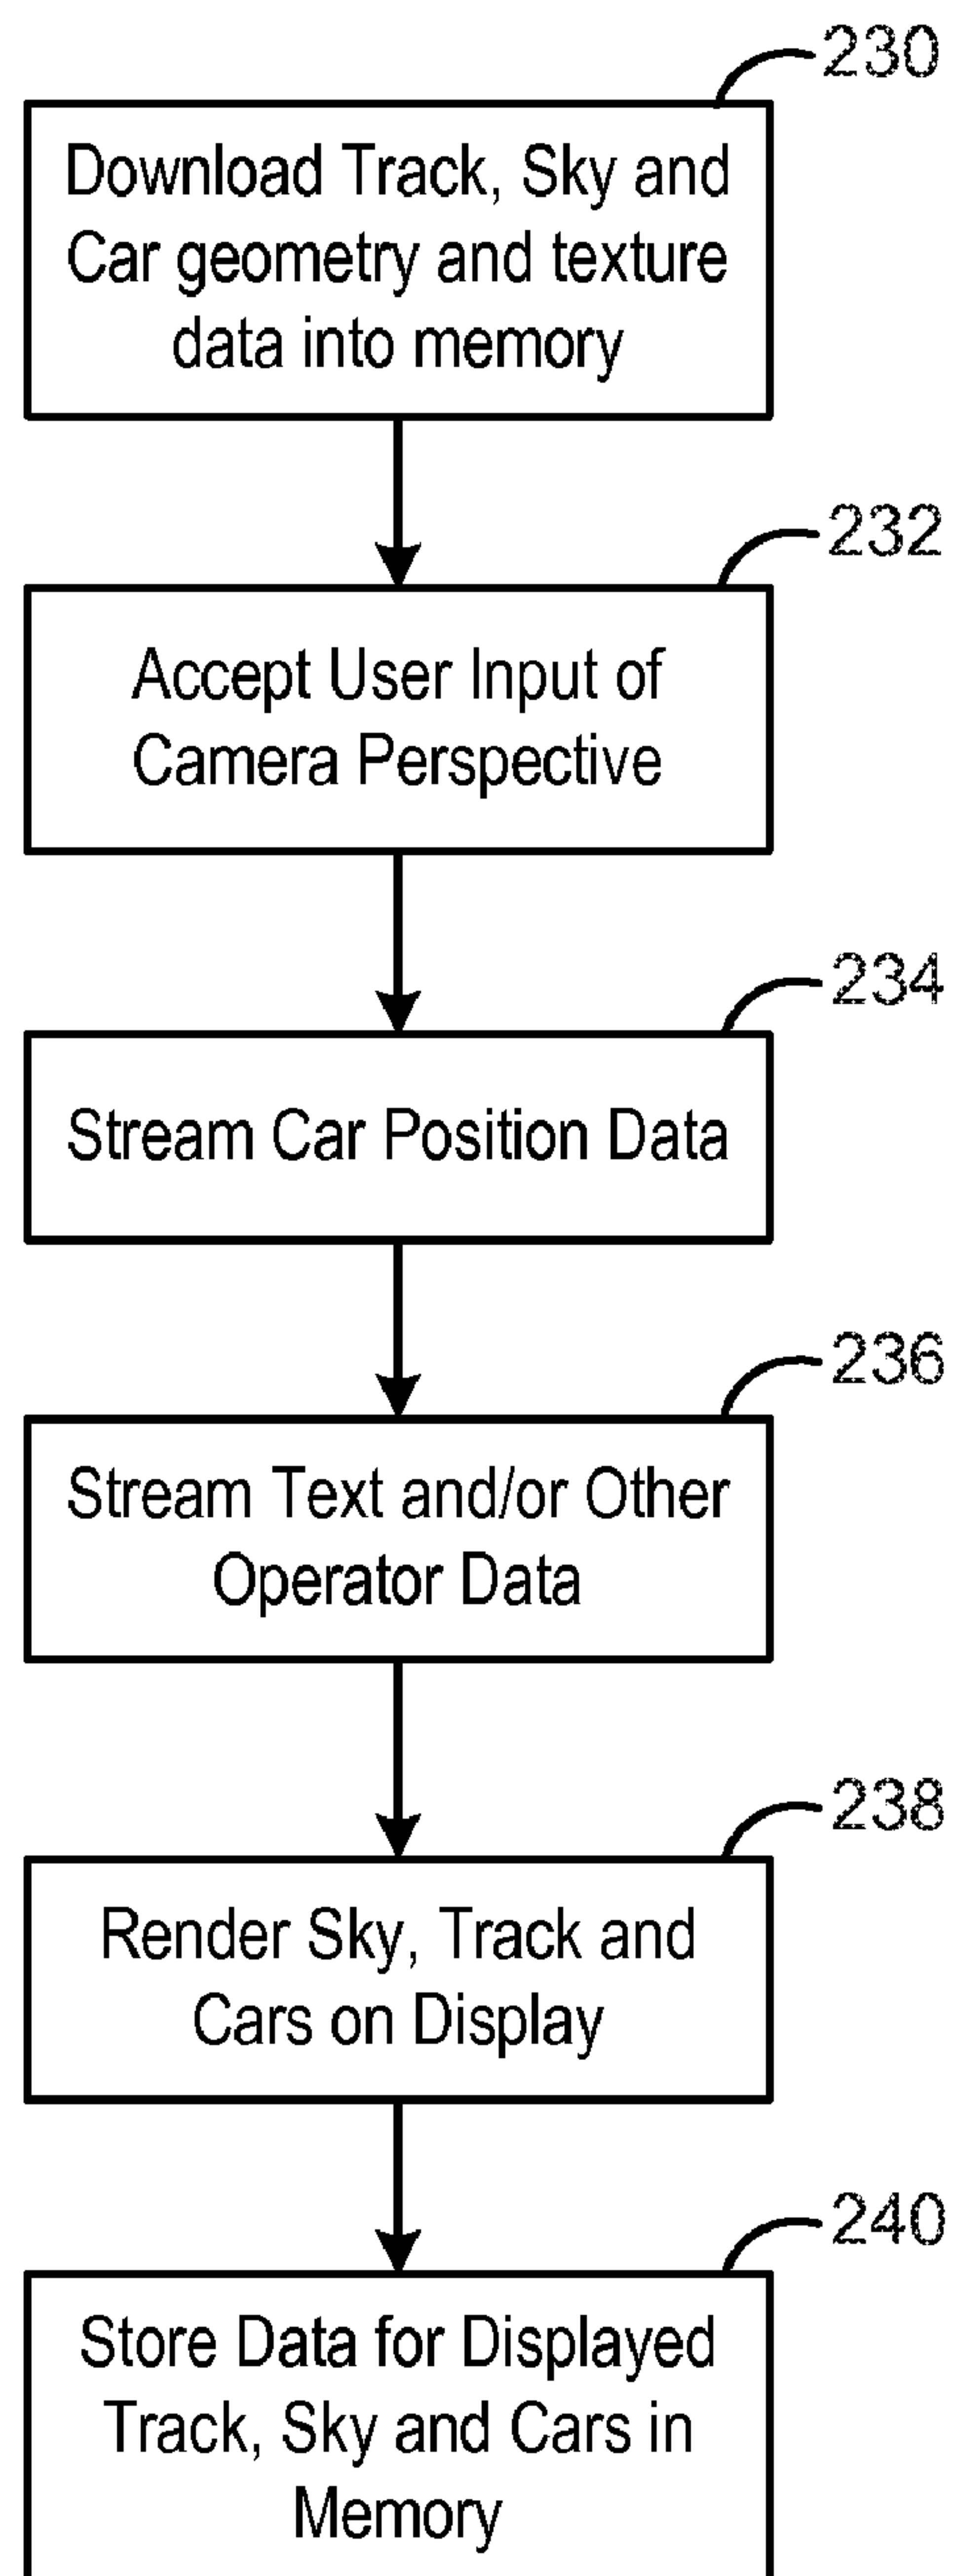 230
Download Track, Sky and
Car geometry and texture
data into memory
232
Accept User Input of
Camera Perspective
234
Stream Car Position Data
236
Stream Text and/or Other
Operator Data
238
Render Sky, Track and
Cars on Display
240
Store Data for Displayed
Track, Sky and Cars in
Memory